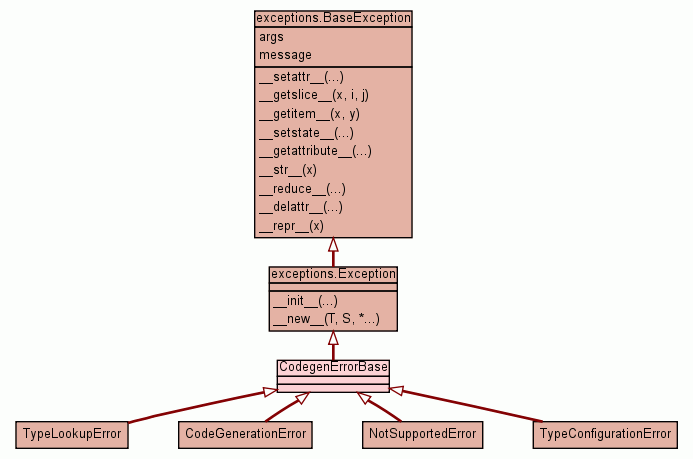 exceptions.BaseException
args
message
__setattr__(...)
__getslice__(x, i, j)
__getitem__(x, y)
__setstate__(...)
__getattribute__(...)
__str__(x)
__reduce__(...)
__delattr__(...)
__repr__(x)
exceptions.Exception
__init__(...)
__new__(T, S, *...)
CodegenErrorBase
TypeLookupError
CodeGenerationError
NotSupportedError
TypeConfigurationError